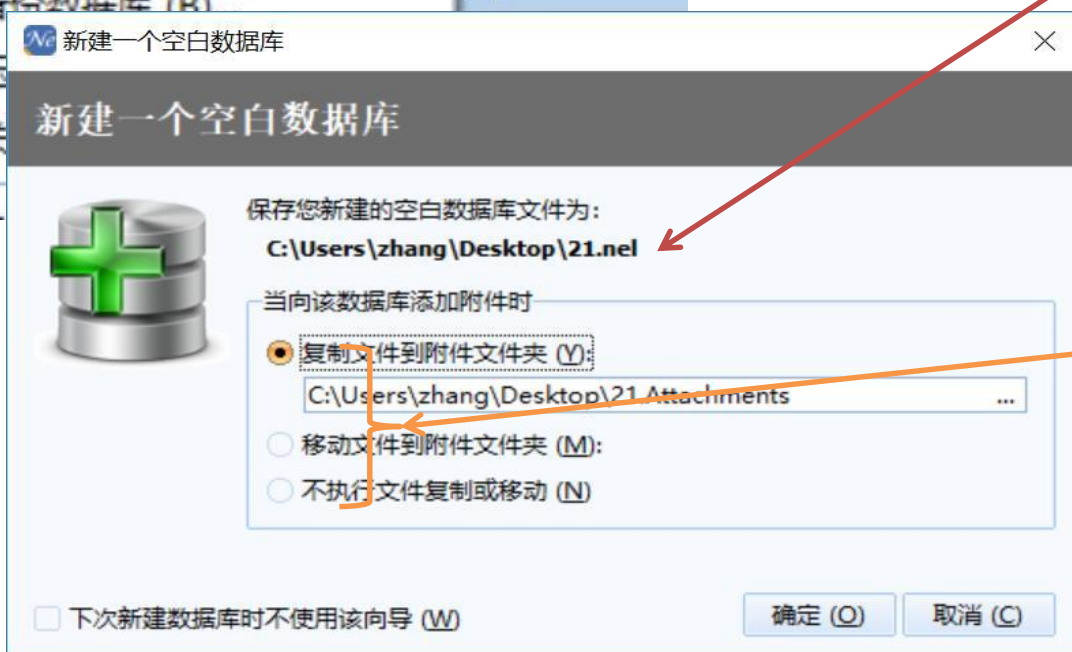 份数据库 (B)...
Ne 新建一个空白数据库
新建一个空白数据库
保存您新建的空白数据库文件为:
C:\Users\zhang\Desktop\21.nel
当向该数据库添加附件时
复制文件到附件文件夹 (Y):
C:\Users\zhang\Desktop\21.Attachments ...
移动文件到附件文件夹 (M):
不执行文件复制或移动 (N)
下次新建数据库时不使用该向导 (W)
确定 (O)
取消 (C)